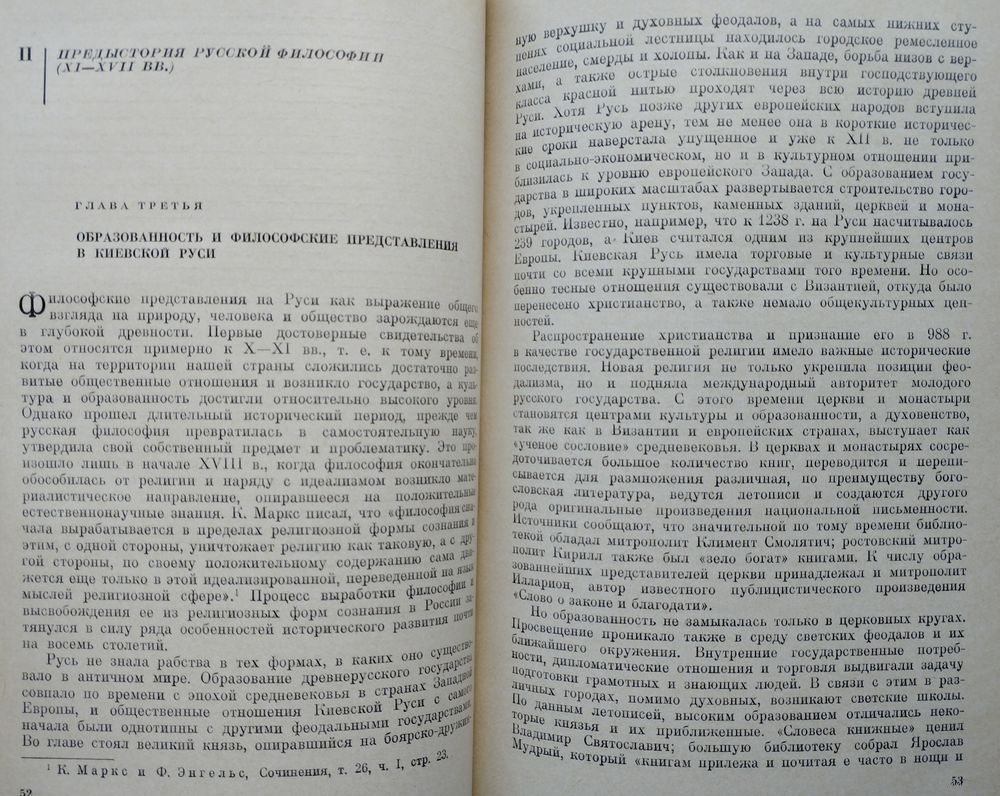 II
ПРЕДЫСТОРИЯ РУССКОЙ ФИЛОСОФИИ
(XI—XVII ВВ.)
ГЛАВА ТРЕТЬЯ
ОБРАЗОВАННОСТЬ И ФИЛОСОФСКИЕ ПРЕДСТАВЛЕНИЯ
В КИЕВСКОЙ РУСИ
Философские представления на Руси как выражение общего
взгляда на природу, человека и общество зарождаются еще
в глубокой древности. Первые достоверные свидетельства об
этом относятся примерно к X—XI вв., т. е. к тому времени,
когда на территории нашей страны сложились достаточно раз-
витые общественные отношения и возникло государство, а куль-
тура и образованность достигли относительно высокого уровня.
Однако прошел длительный исторический период, прежде чем
русская философия превратилась в самостоятельную науку,
утвердила свой собственный предмет и проблематику. Это про-
изошло лишь в начале XVIII в., когда философия окончательно
обособилась от религии и наряду с идеализмом возникло мате-
риалистическое направление, опиравшееся на положительные
естественнонаучные знания. К. Маркс писал, что «философия сна-
чала вырабатывается в пределах религиозной формы сознания и
этим, с одной стороны, уничтожает религию как таковую, а с дру-
гой стороны, по своему положительному содержанию сама дви-
жется еще только в этой идеализированной, переведенной на язык
мыслей религиозной сфере».¹ Процесс выработки философии и
высвобождения ее из религиозных форм сознания в России за-
тянулся в силу ряда особенностей исторического развития почти
на восемь столетий.
Русь не знала рабства в тех формах, в каких оно существо-
вало в античном мире. Образование древнерусского государства
совпало по времени с эпохой средневековья в странах Западной
Европы, и общественные отношения Киевской Руси с самого
начала были однотипны с другими феодальными государствами.
Во главе стоял великий князь, опиравшийся на боярско-дружин-
¹ К. Маркс и Ф. Энгельс, Сочинения, т. 26, ч. I, стр. 23.
52
ную верхушку и духовных феодалов, а на самых нижних сту-
пенях социальной лестницы находилось городское ремесленное
население, смерды и холопы. Как и на Западе, борьба низов с вер-
хами, а также острые столкновения внутри господствующего
класса красной нитью проходят через всю историю древней
Руси. Хотя Русь позже других европейских народов вступила
на историческую арену, тем не менее она в короткие историчес-
кие сроки наверстала упущенное и уже к XII в. не только
в социально-экономическом, но и в культурном отношении при-
близилась к уровню европейского Запада. С образованием госу-
дарства в широких масштабах развертывается строительство горо-
дов, укрепленных пунктов, каменных зданий, церквей и мона-
стырей. Известно, например, что к 1238 г. на Руси насчитывалось
239 городов, а Киев считался одним из крупнейших центров
Европы. Киевская Русь имела торговые и культурные связи
почти со всеми крупными государствами того времени. Но осо-
бенно тесные отношения существовали с Византией, откуда было
перенесено христианство, а также немало общекультурных цен-
ностей.
Распространение христианства и признание его в 988 г.
в качестве государственной религии имело важные исторические
последствия. Новая религия не только укрепила позиции фео-
дализма, но и подняла международный авторитет молодого
русского государства. С этого времени церкви и монастыри
становятся центрами культуры и образованности, а духовенство,
так же как в Византии и европейских странах, выступает как
«ученое сословие» средневековья. В церквах и монастырях сосре-
доточивается большое количество книг, переводится и перепи-
сывается для размножения различная, по преимуществу бого-
словская литература, ведутся летописи и создаются другого
рода оригинальные произведения национальной письменности.
Источники сообщают, что значительной по тому времени библио-
текой обладал митрополит Климент Смолятич; ростовский митро-
полит Кирилл также был «зело богат» книгами. К числу обра-
зованнейших представителей церкви принадлежал и митрополит
Илларион, автор известного публицистического произведения
«Слово о законе и благодати».
Но образованность не замыкалась только в церковных кругах.
Просвещение проникало также в среду светских феодалов и их
ближайшего окружения. Внутренние государственные потреб-
ности, дипломатические отношения и торговля выдвигали задачу
подготовки грамотных и знающих людей. В связи с этим в раз-
личных городах, помимо духовных, возникают светские школы.
По данным летописей, высоким образованием отличались неко-
торые князья и их приближенные. «Словеса книжные» ценил
Владимир Святославич; большую библиотеку собрал Ярослав
Мудрый, который «книгам прилежа и почитая е часто в нощи и
53